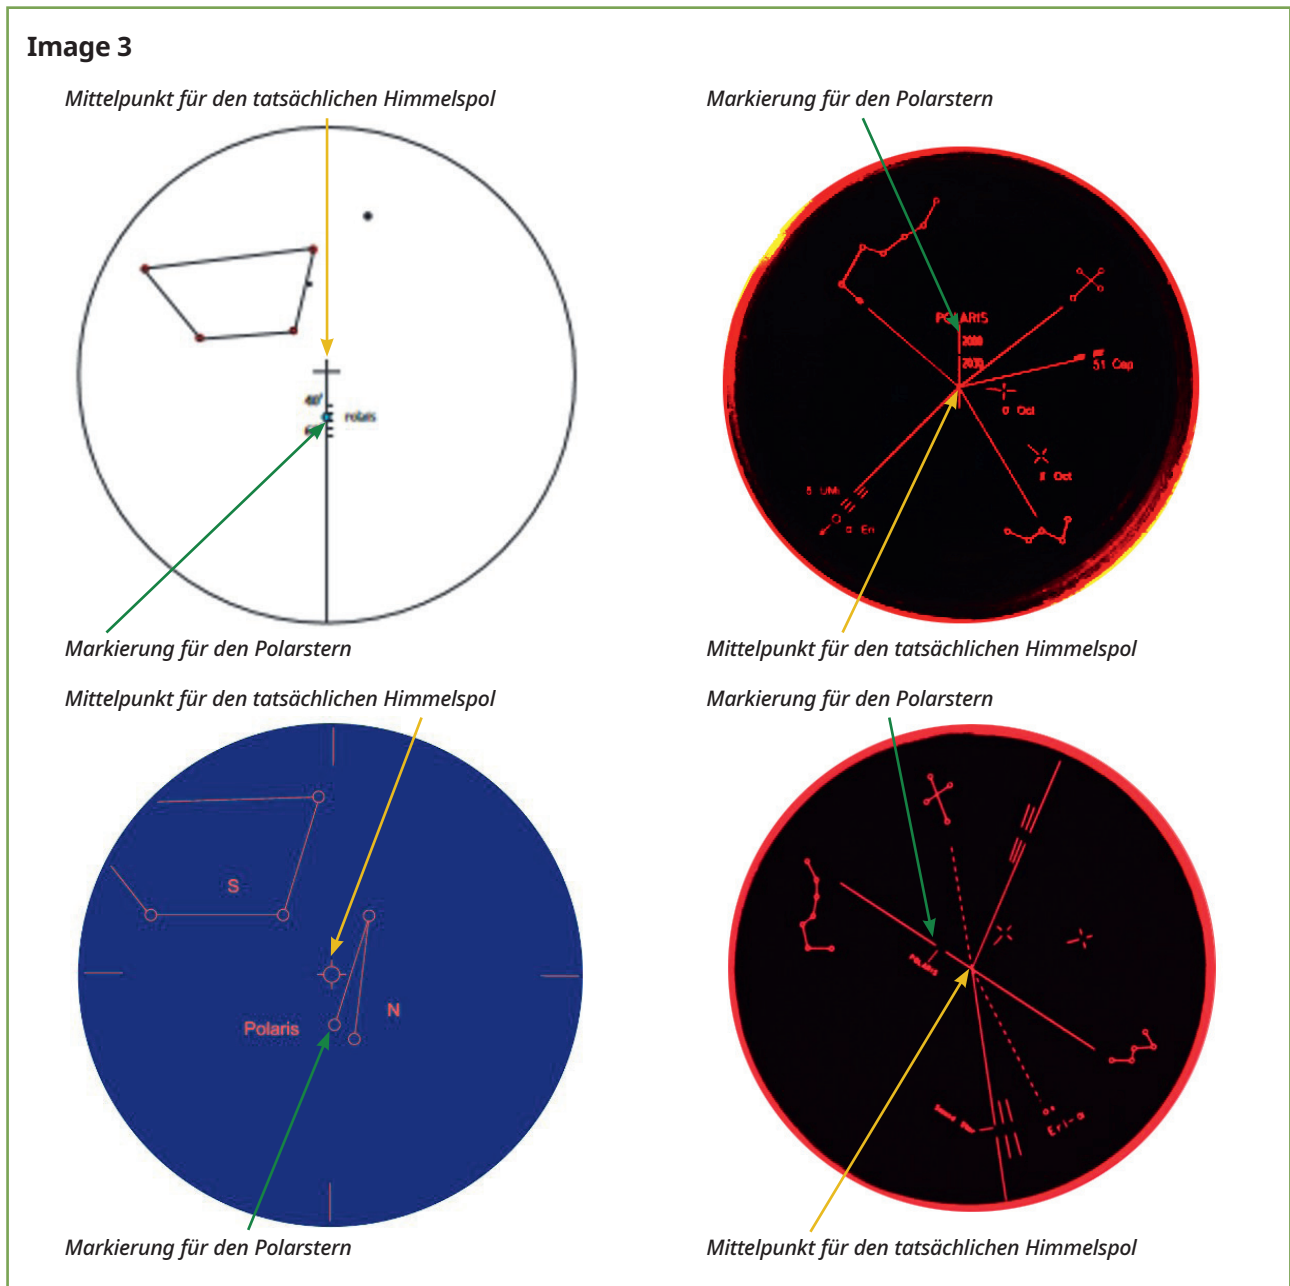 Image 3
Mittelpunkt für den tatsächlichen Himmelspol
Markierung für den Polarstern
POLARIS
2030
51 Cep
σ Oct
Oct
δ UMi
α Eri
40'
polaris
Markierung für den Polarstern
Mittelpunkt für den tatsächlichen Himmelspol
Mittelpunkt für den tatsächlichen Himmelspol
Markierung für den Polarstern
S
N
Polaris
POLARIS
Eri-α
Markierung für den Polarstern
Mittelpunkt für den tatsächlichen Himmelspol